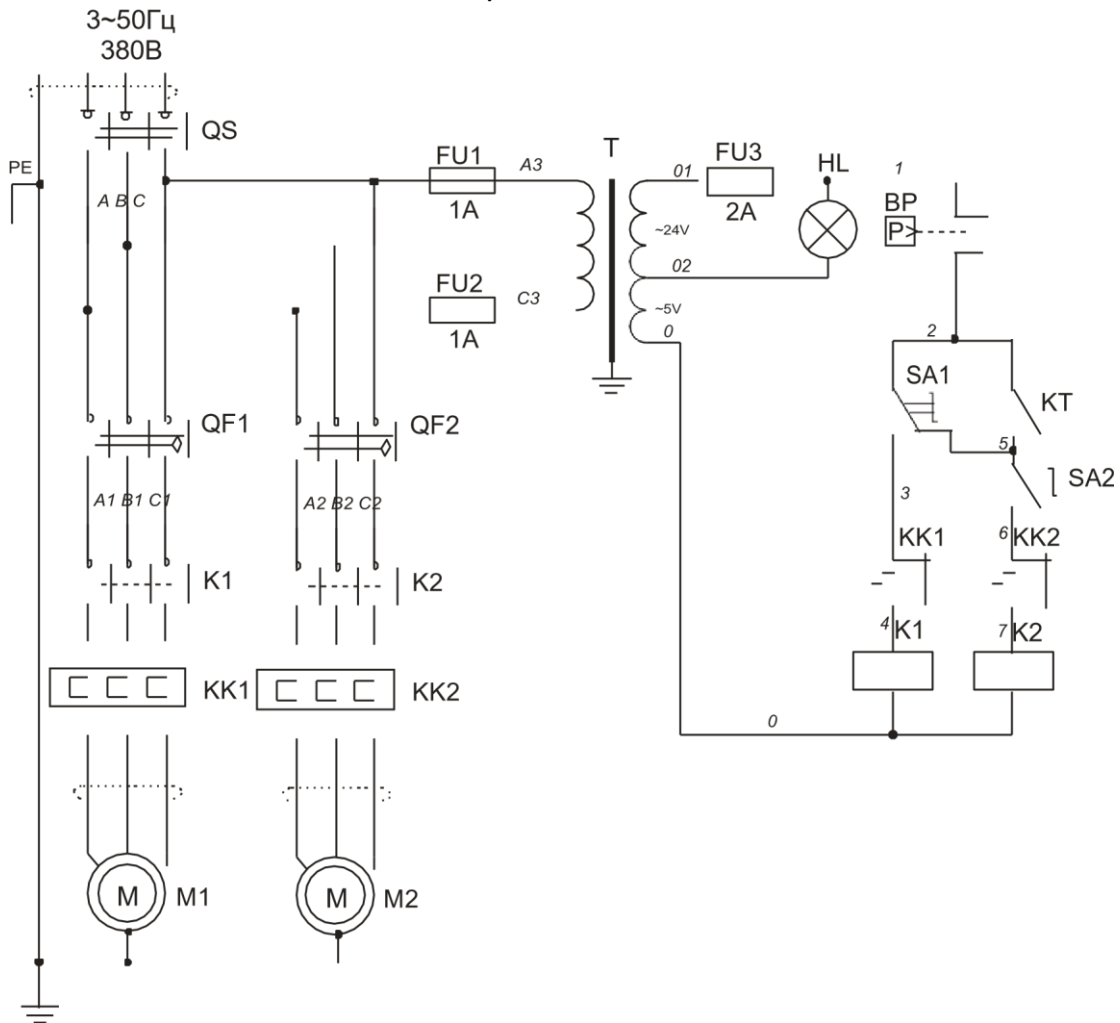 3~50Гц
380В
QS
PE
A B C
FU1
A3
1A
T
01
FU3
2A
HL
1
BP
P>
~24V
02
FU2
C3
1A
~5V
0
2
SA1
KT
QF1
QF2
5
SA2
A1 B1 C1
A2 B2 C2
3
KK1
6
KK2
K1
K2
4
K1
7
K2
KK1
KK2
0
M
M1
M
M2